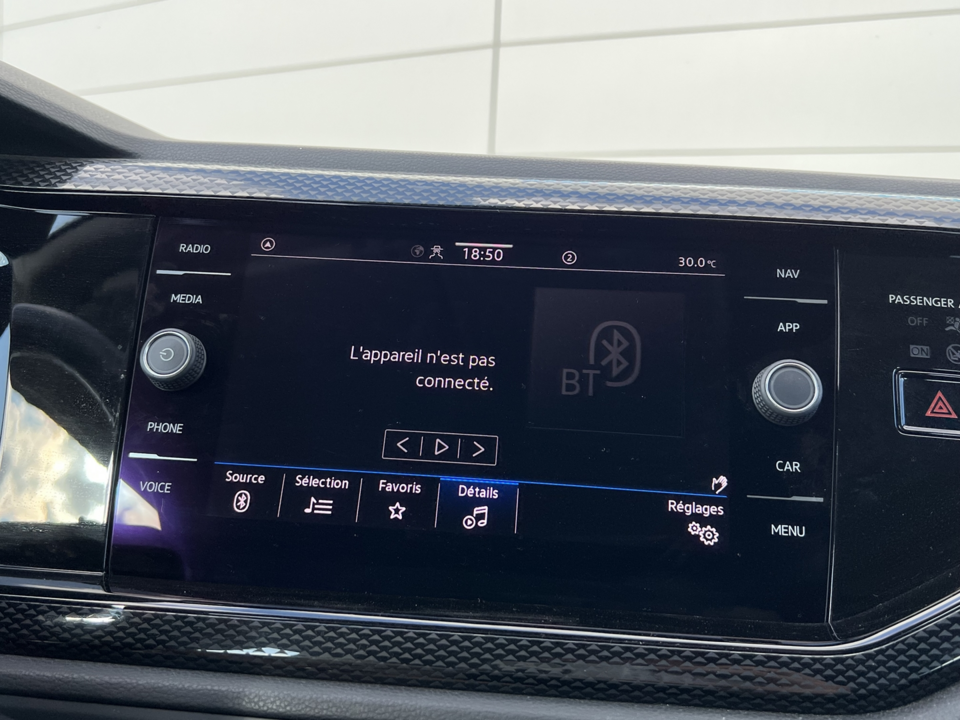 RADIO
MEDIA
PHONE
VOICE
18:50
2
30.0°C
L'appareil n'est pas
connecté.
BT
Source
Sélection
Favoris
Détails
Réglages
NAV
APP
CAR
MENU
PASSENGER
OFF
ON